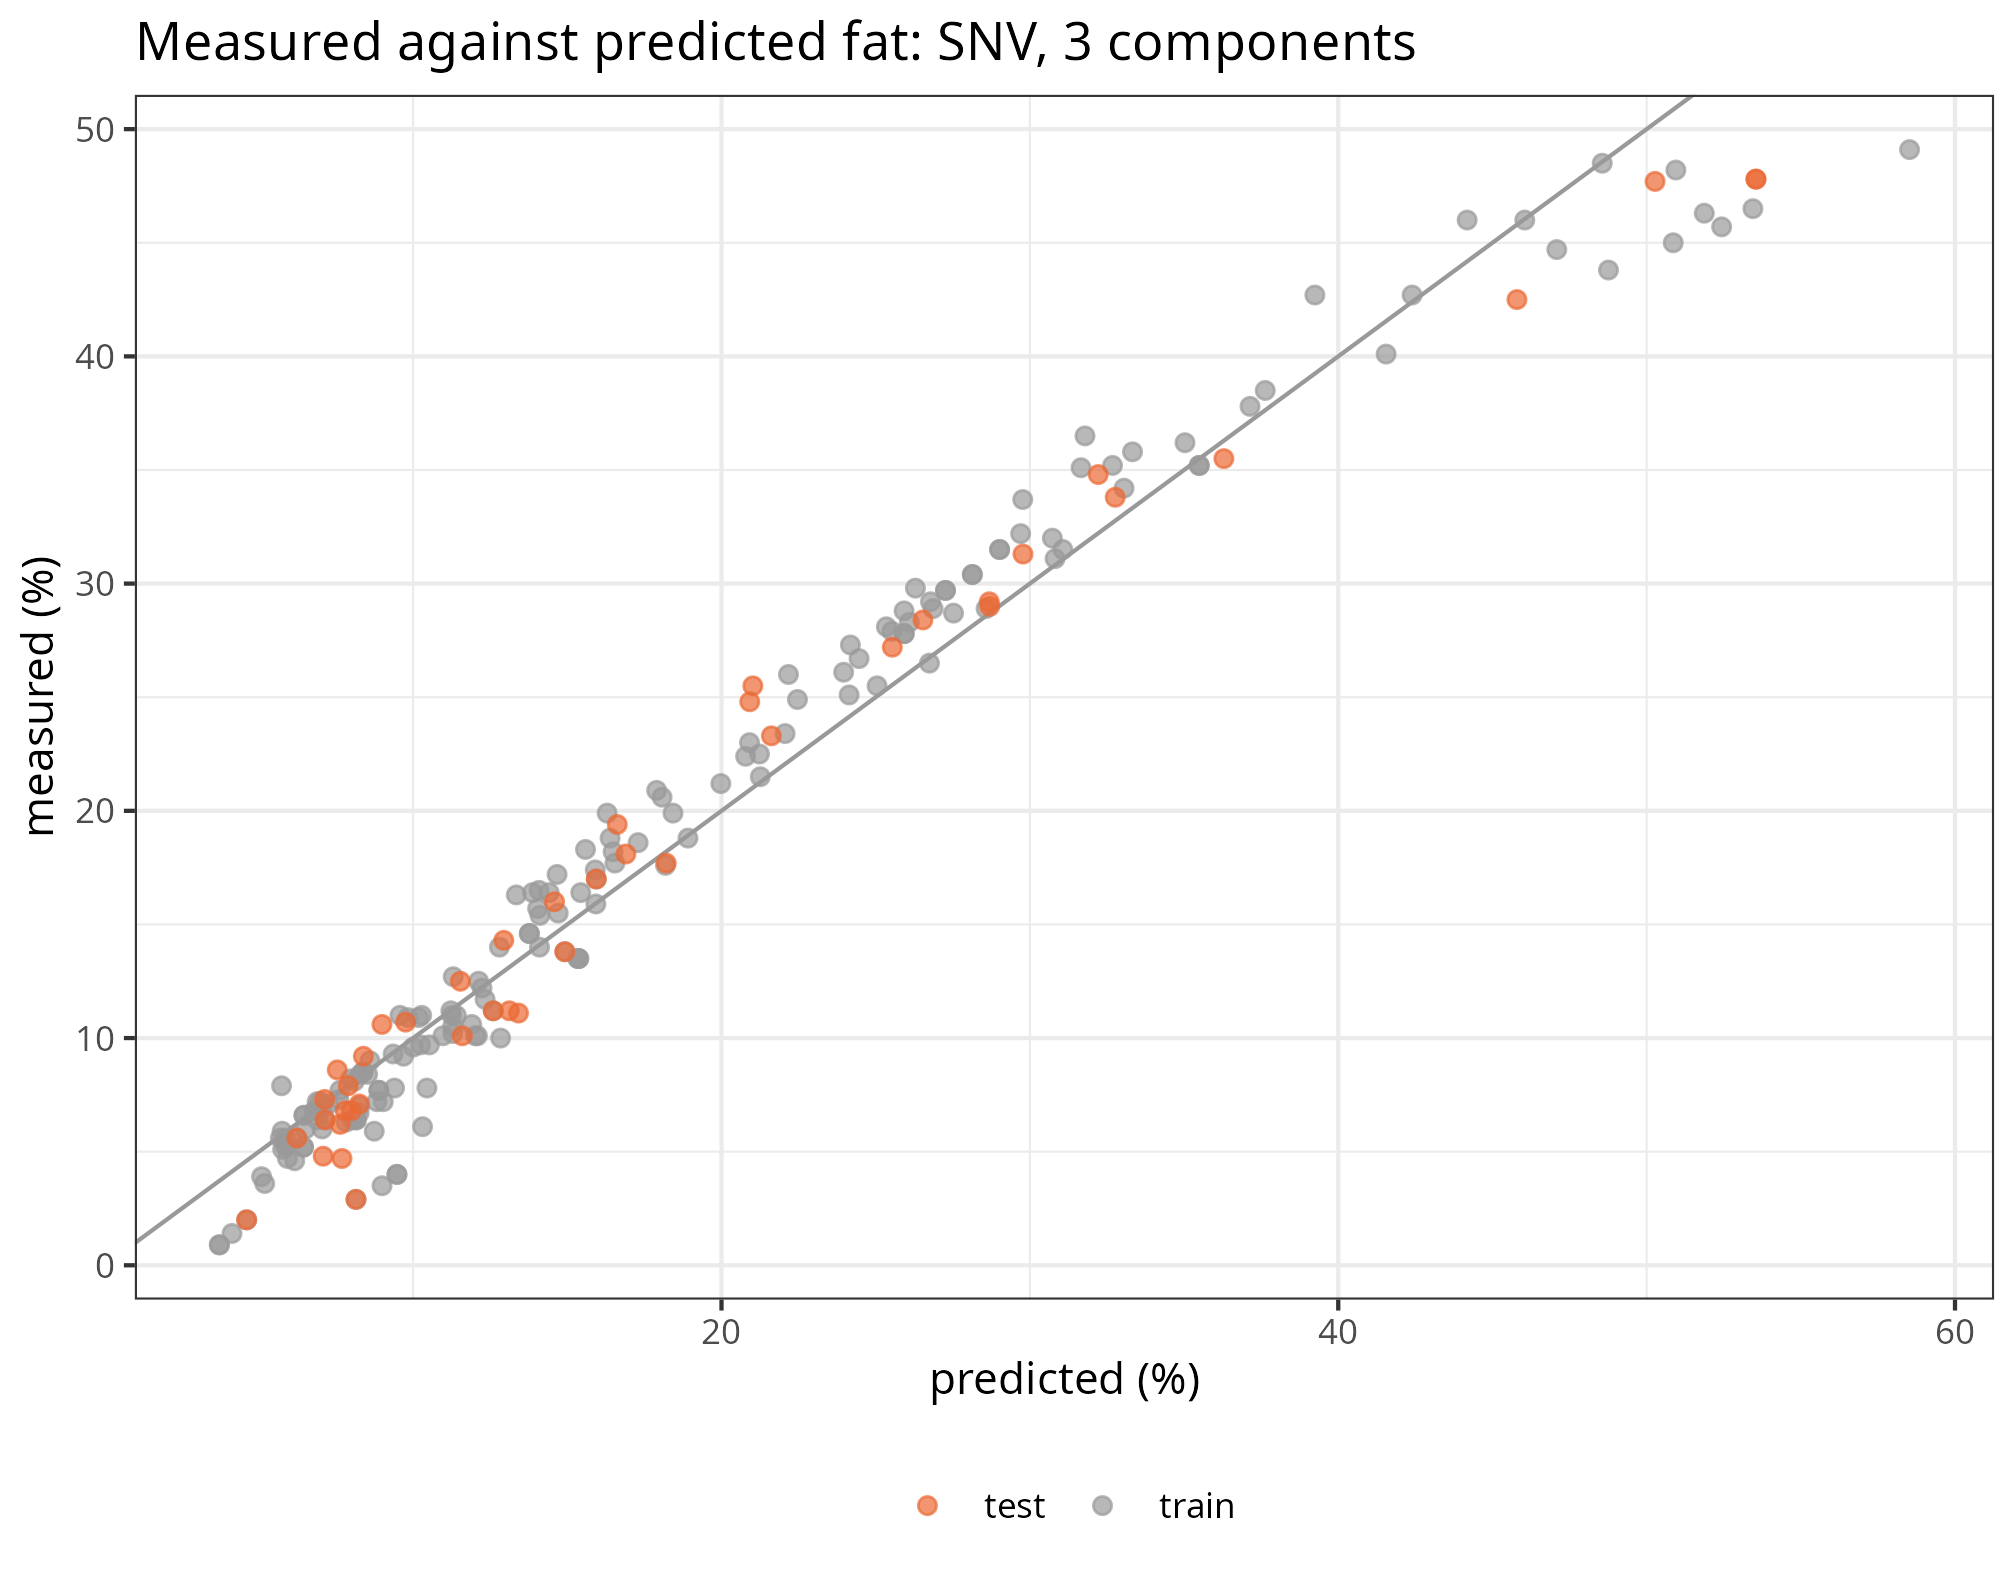 Measured against predicted fat: SNV, 3 components
50
40
30
20
10
0
measured (%)
20
40
60
predicted (%)
test
train